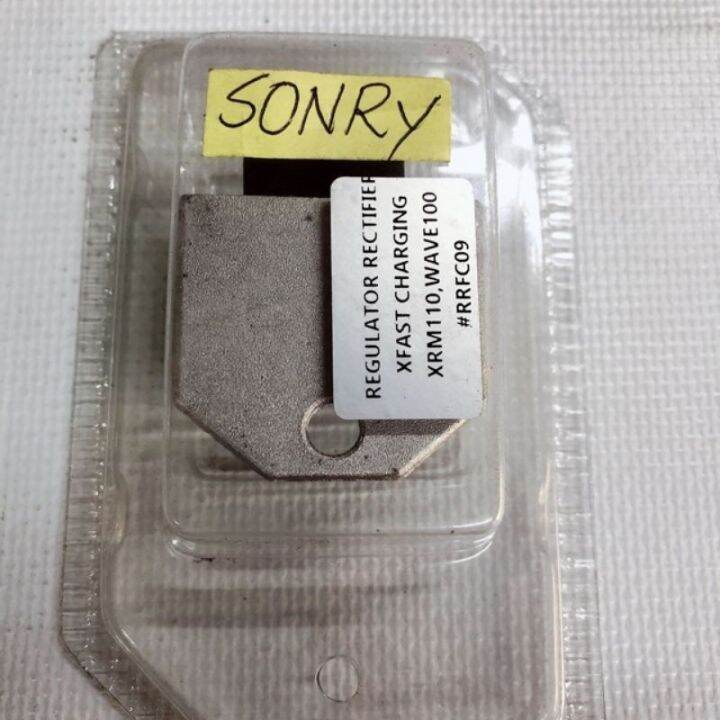 SONRY
REGULATOR RECTIFIER
XFAST CHARGING
XRM110,WAVE100
#RRFC09